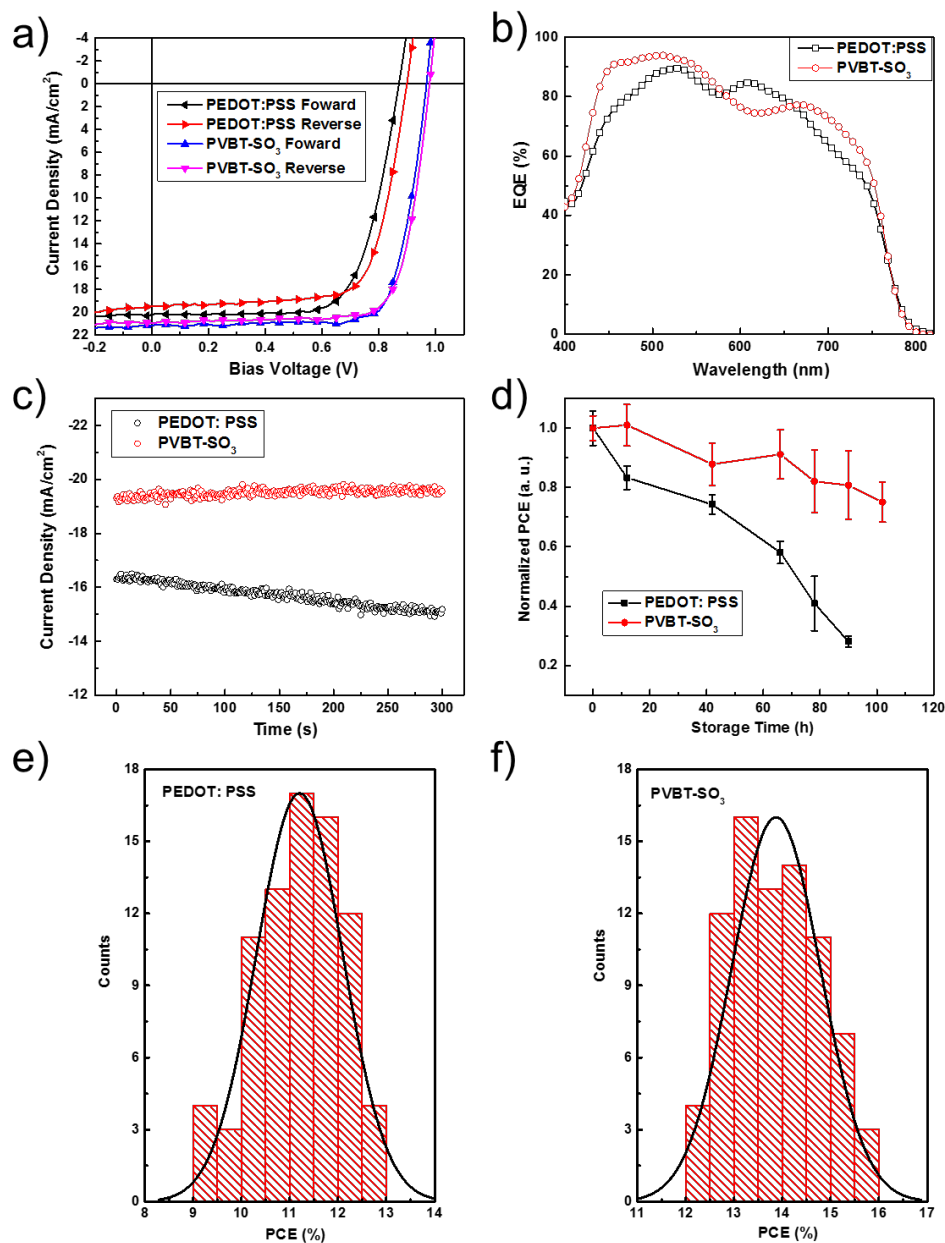 a)
-4
-2
0
2
4
6
8
10
12
14
16
18
20
22
Current Density (mA/cm²)
PEDOT:PSS Foward
PEDOT:PSS Reverse
PVBT-SO₃ Foward
PVBT-SO₃ Reverse
-0.2 0.0 0.2 0.4 0.6 0.8 1.0
Bias Voltage (V)
b)
100
80
60
40
20
0
EQE (%)
PEDOT:PSS
PVBT-SO₃
400 500 600 700 800
Wavelength (nm)
c)
-22
-20
-18
-16
-14
-12
Current Density (mA/cm²)
PEDOT: PSS
PVBT-SO₃
0 50 100 150 200 250 300
Time (s)
d)
1.0
0.8
0.6
0.4
0.2
Normalized PCE (a. u.)
PEDOT: PSS
PVBT-SO₃
0 20 40 60 80 100 120
Storage Time (h)
e)
18
15
12
9
6
3
0
Counts
PEDOT: PSS
8 9 10 11 12 13 14
PCE (%)
f)
18
15
12
9
6
3
0
Counts
PVBT-SO₃
11 12 13 14 15 16 17
PCE (%)